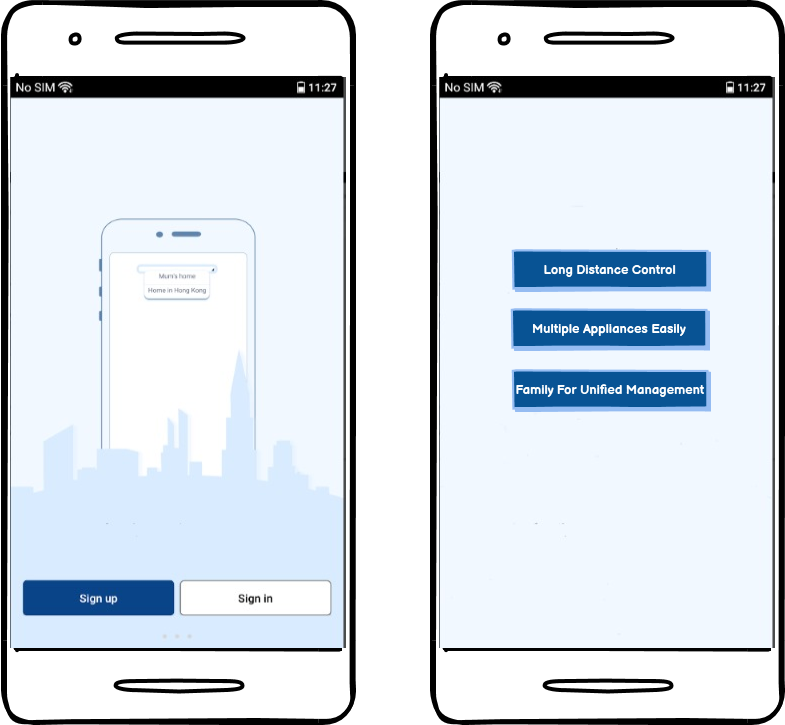 No SIM 11:27
Mum's home
Home in Hong Kong
Sign up
Sign in
No SIM 11:27
Long Distance Control
Multiple Appliances Easily
Family For Unified Management